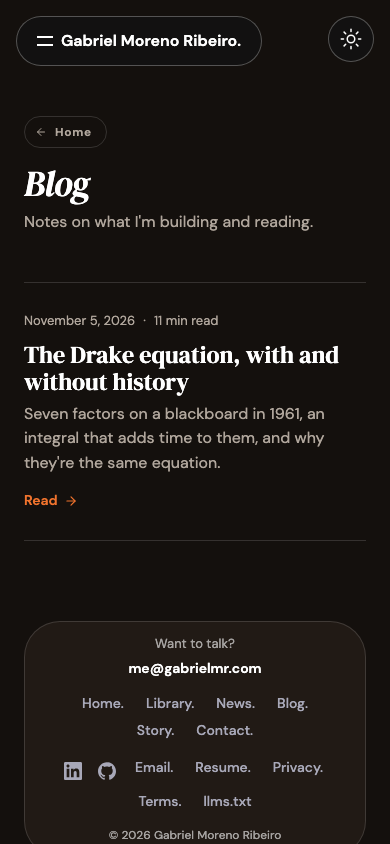 Gabriel Moreno Ribeiro.
← Home
Blog
Notes on what I'm building and reading.
November 5, 2026 · 11 min read
The Drake equation, with and
without history
Seven factors on a blackboard in 1961, an
integral that adds time to them, and why
they're the same equation.
Read →
Want to talk?
me@gabrielmr.com
Home. Library. News. Blog.
Story. Contact.
Email. Resume. Privacy.
Terms. llms.txt
© 2026 Gabriel Moreno Ribeiro